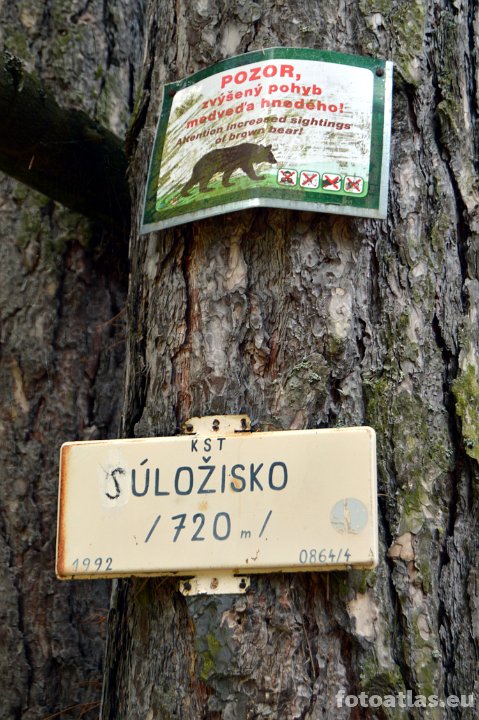 POZOR,
zvýšený pohyb
medveďa hnedého!
Attention increased sightings
of brown bear!
KST
SÚLOŽISKO
/720 m/
1992 0864/4
fotoatlas.eu